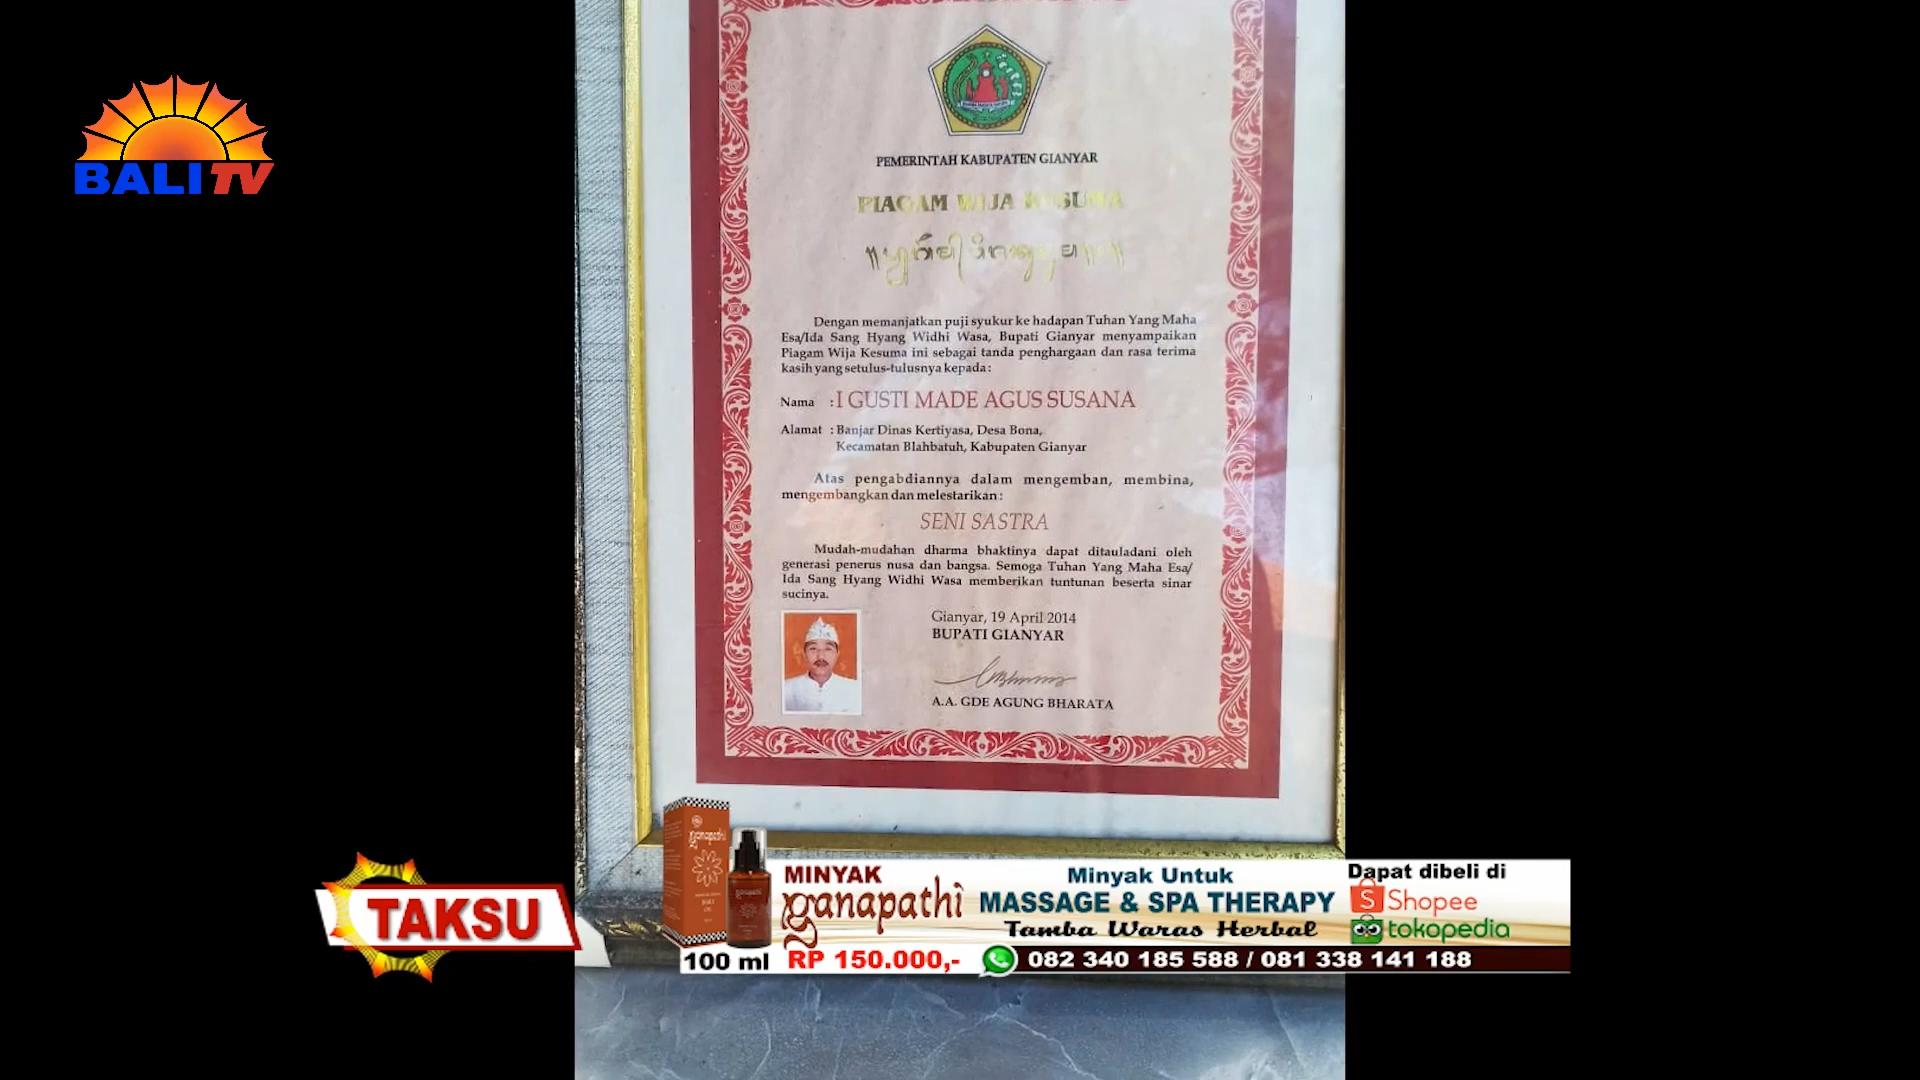 BALI TV
PEMERINTAH KABUPATEN GIANYAR
PIAGAM WIJA KUSUMA
Dengan memanjatkan puji syukur ke hadapan Tuhan Yang Maha
Esa/Ida Sang Hyang Widhi Wasa, Bupati Gianyar menyampaikan
Piagam Wija Kesuma ini sebagai tanda penghargaan dan rasa terima
kasih yang setulus-tulusnya kepada :
Nama : I GUSTI MADE AGUS SUSANA
Alamat : Banjar Dinas Kertiyasa, Desa Bona,
Kecamatan Blahbatuh, Kabupaten Gianyar
Atas pengabdiannya dalam mengemban, membina,
mengembangkan dan melestarikan :
SENI SASTRA
Mudah-mudahan dharma bhaktinya dapat ditauladani oleh
generasi penerus nusa dan bangsa. Semoga Tuhan Yang Maha Esa/
Ida Sang Hyang Widhi Wasa memberikan tuntunan beserta sinar
sucinya.
Gianyar, 19 April 2014
BUPATI GIANYAR
A.A. GDE AGUNG BHARATA
TAKSU
ganapathi
MINYAK
ganapathi
100 ml RP 150.000,-
Minyak Untuk
MASSAGE & SPA THERAPY
Tamba Waras Herbal
Dapat dibeli di
Shopee
tokopedia
082 340 185 588 / 081 338 141 188